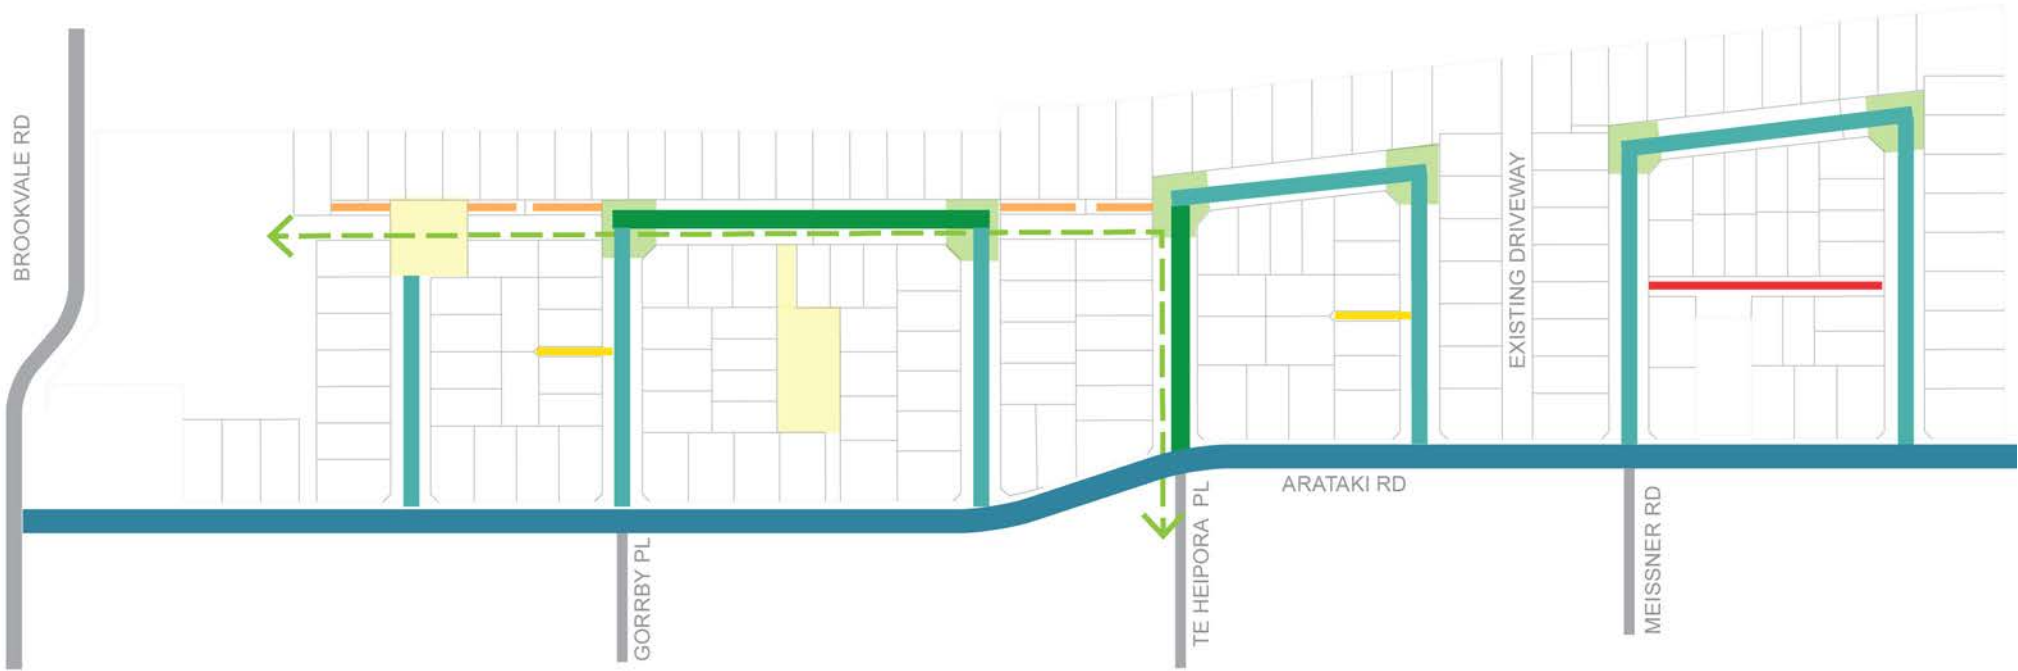 BROOKVALE RD
GORRBY PL
TE HEIPORA PL
ARATAKI RD
EXISTING DRIVEWAY
MEISSNER RD